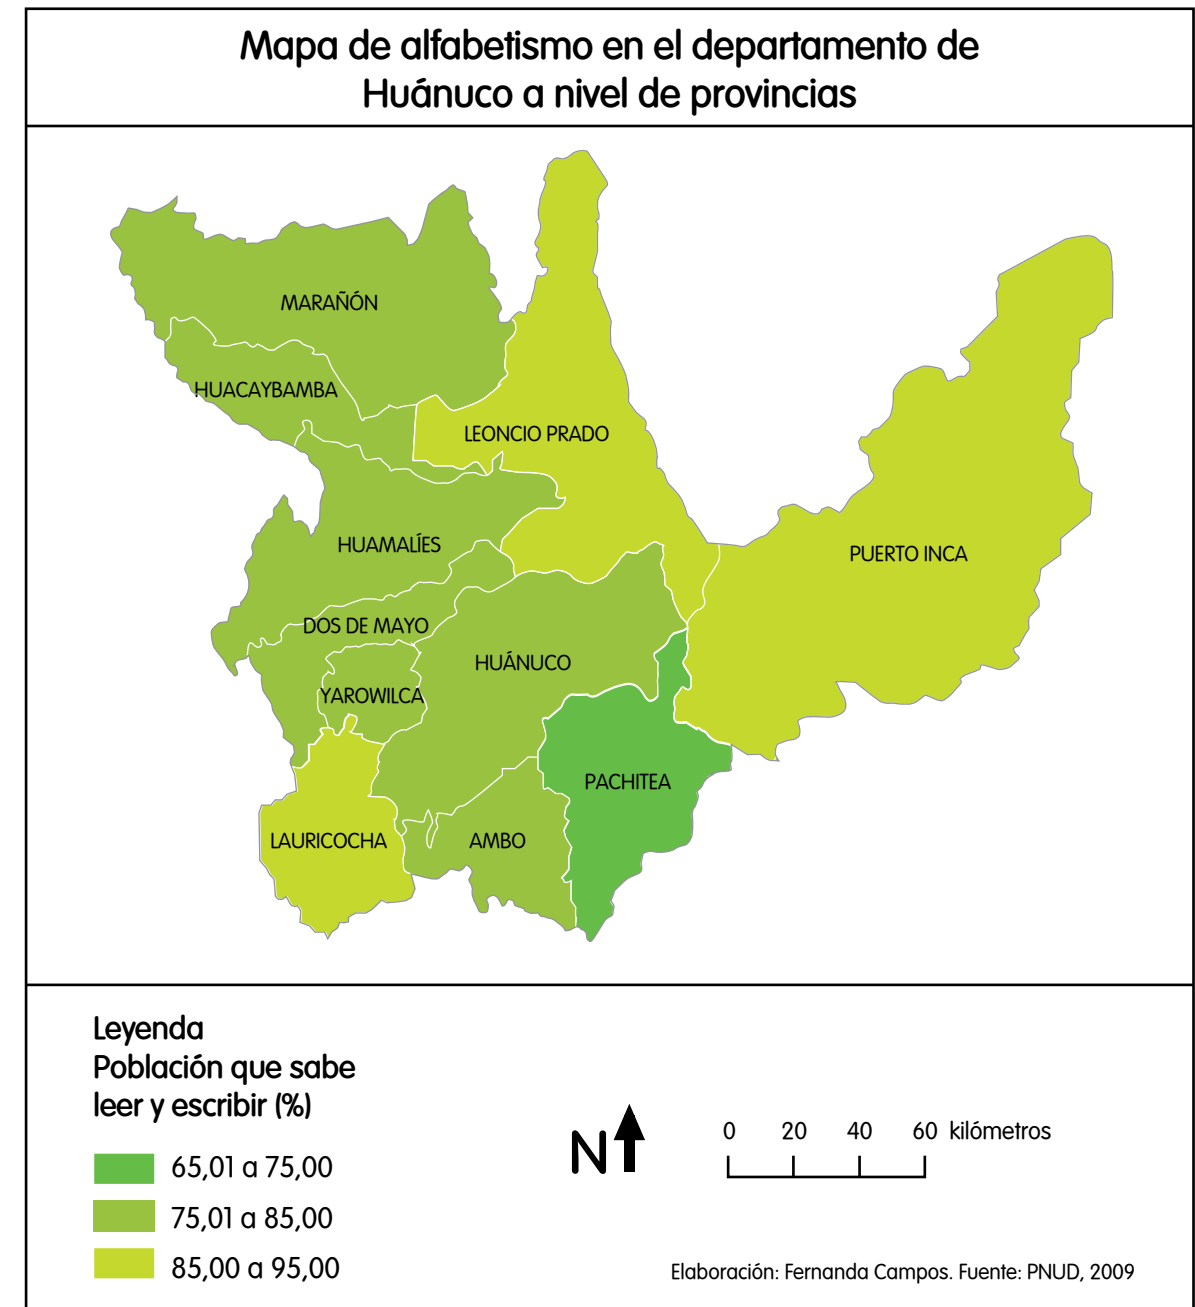 Mapa de alfabetismo en el departamento de
Huánuco a nivel de provincias
MARAÑÓN
HUACAYBAMBA
LEONCIO PRADO
HUAMALÍES
PUERTO INCA
DOS DE MAYO
HUÁNUCO
YAROWILCA
PACHITEA
LAURICOCHA
AMBO
Leyenda
Población que sabe
leer y escribir (%)
65,01 a 75,00
75,01 a 85,00
85,00 a 95,00
N
0 20 40 60 kilómetros
Elaboración: Fernanda Campos. Fuente: PNUD, 2009